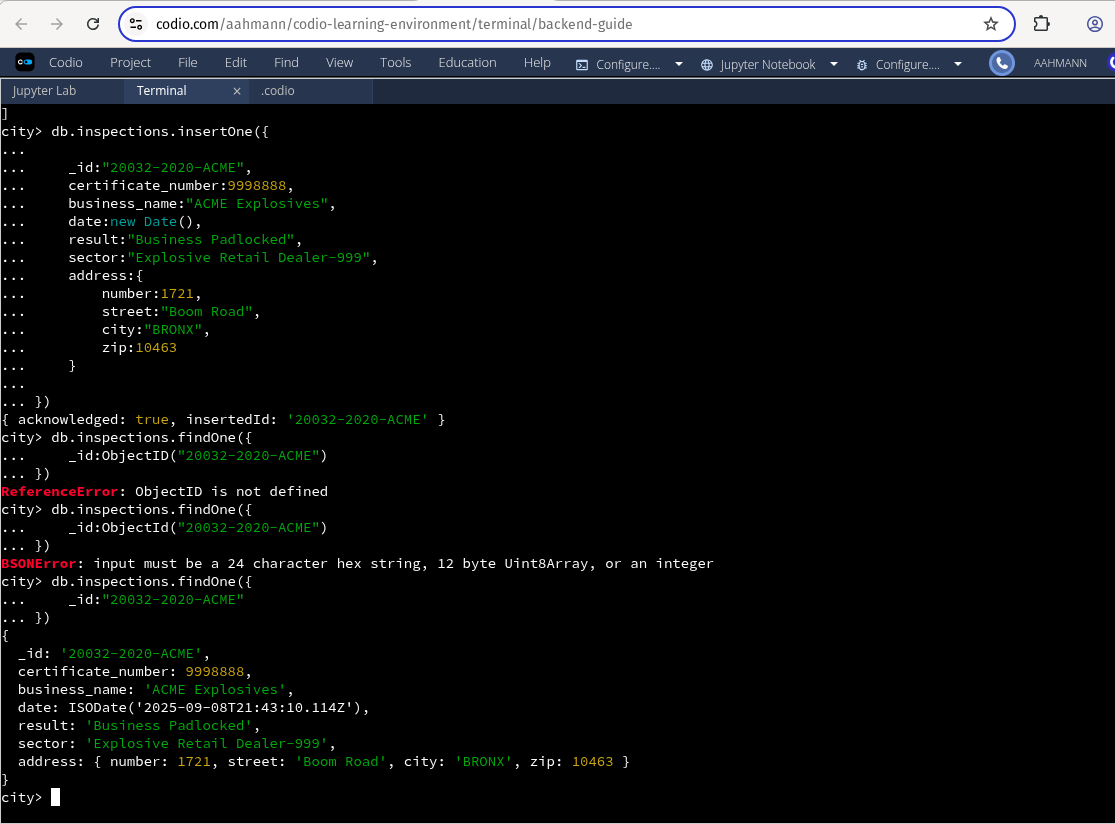 codio.com/aahmann/codio-learning-environment/terminal/backend-guide
Codio Project File Edit Find View Tools Education Help Configure.... Jupyter Notebook Configure.... AAHMANN
Jupyter Lab Terminal × .codio
]
city> db.inspections.insertOne({
...
...     _id:"20032-2020-ACME",
...     certificate_number:9998888,
...     business_name:"ACME Explosives",
...     date:new Date(),
...     result:"Business Padlocked",
...     sector:"Explosive Retail Dealer-999",
...     address:{
...         number:1721,
...         street:"Boom Road",
...         city:"BRONX",
...         zip:10463
...     }
...
... })
{ acknowledged: true, insertedId: '20032-2020-ACME' }
city> db.inspections.findOne({
...     _id:ObjectID("20032-2020-ACME")
... })
ReferenceError: ObjectID is not defined
city> db.inspections.findOne({
...     _id:ObjectId("20032-2020-ACME")
... })
BSONError: input must be a 24 character hex string, 12 byte Uint8Array, or an integer
city> db.inspections.findOne({
...     _id:"20032-2020-ACME"
... })
{
  _id: '20032-2020-ACME',
  certificate_number: 9998888,
  business_name: 'ACME Explosives',
  date: ISODate('2025-09-08T21:43:10.114Z'),
  result: 'Business Padlocked',
  sector: 'Explosive Retail Dealer-999',
  address: { number: 1721, street: 'Boom Road', city: 'BRONX', zip: 10463 }
}
city>